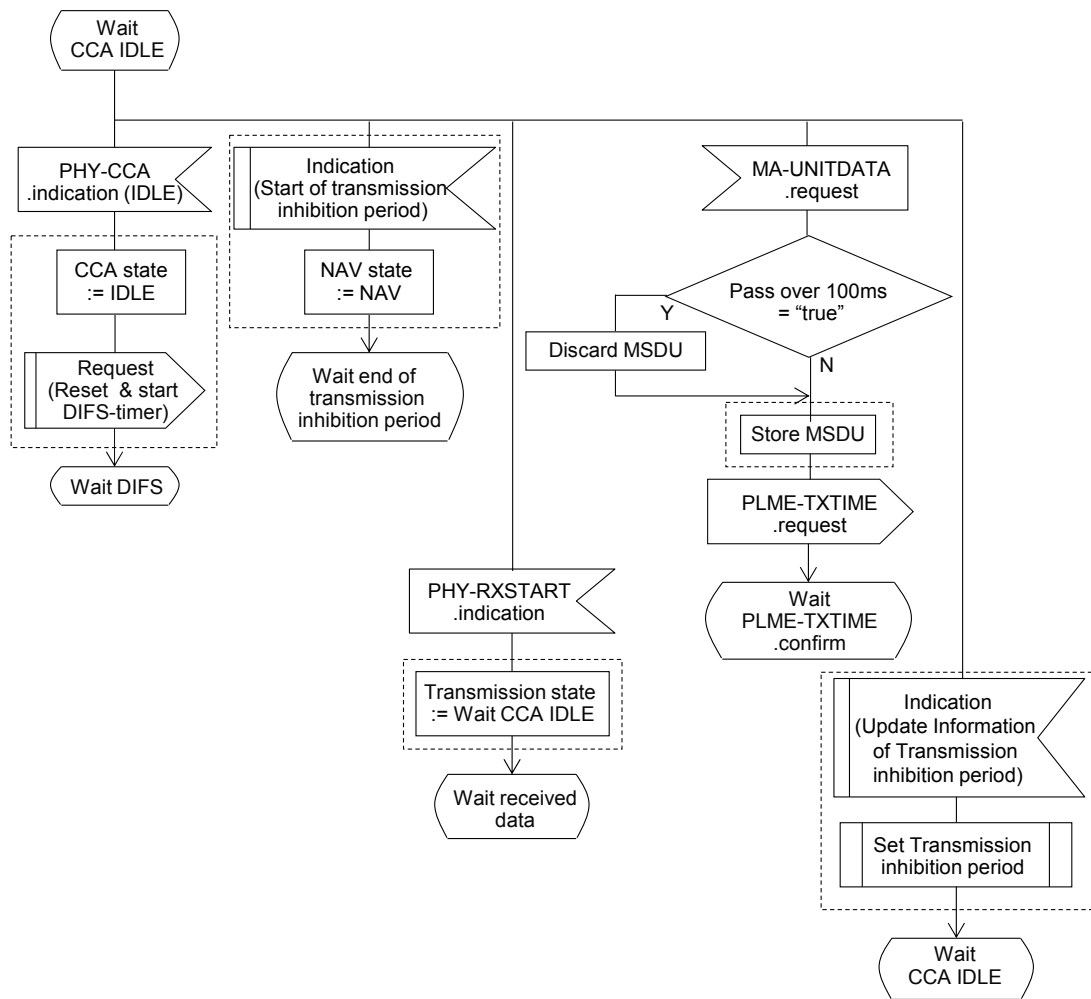 Wait
CCA IDLE
PHY-CCA
.indication (IDLE)
CCA state
:= IDLE
Request
(Reset & start
DIFS-timer)
Wait DIFS
Indication
(Start of transmission
inhibition period)
NAV state
:= NAV
Wait end of
transmission
inhibition period
PHY-RXSTART
.indication
Transmission state
:= Wait CCA IDLE
Wait received
data
MA-UNITDATA
.request
Pass over 100ms
= “true”
Y
N
Discard MSDU
Store MSDU
PLME-TXTIME
.request
Wait
PLME-TXTIME
.confirm
Indication
(Update Information
of Transmission
inhibition period)
Set Transmission
inhibition period
Wait
CCA IDLE